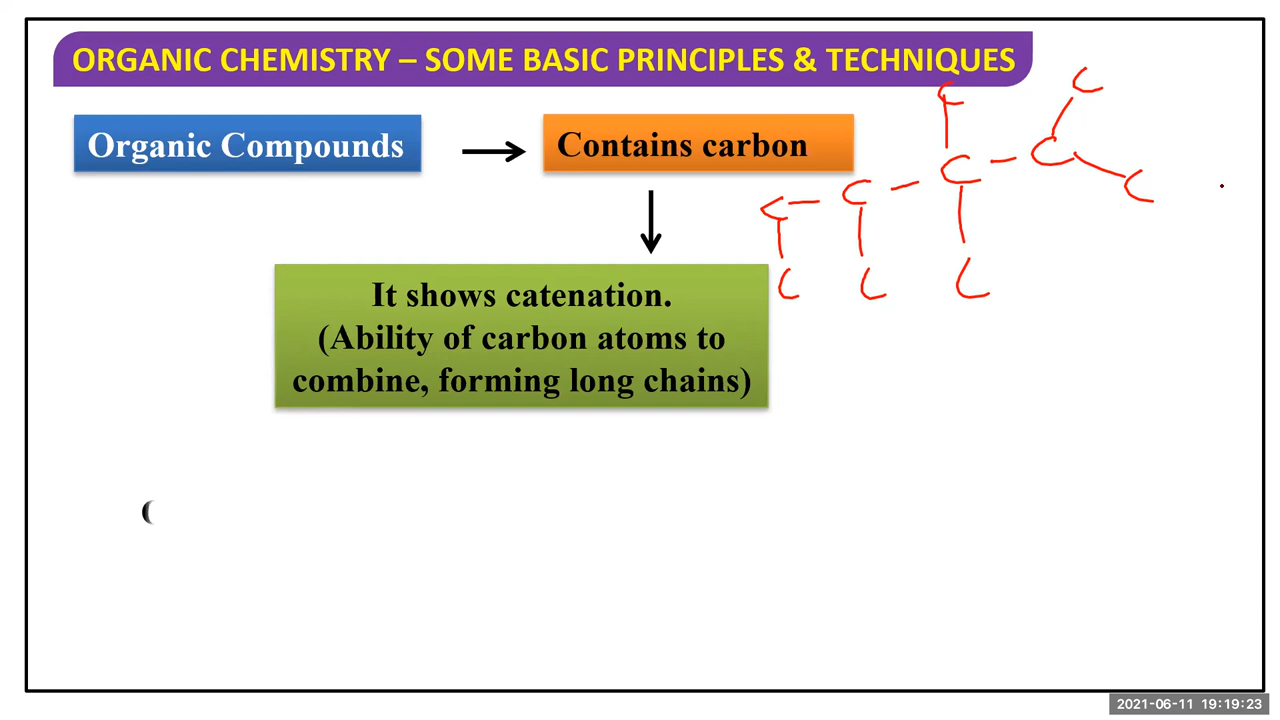 ORGANIC CHEMISTRY – SOME BASIC PRINCIPLES & TECHNIQUES
Organic Compounds
Contains carbon
C
C – C – C – C
C
C
C
C
It shows catenation.
(Ability of carbon atoms to
combine, forming long chains)
(
2021-06-11 19:19:23